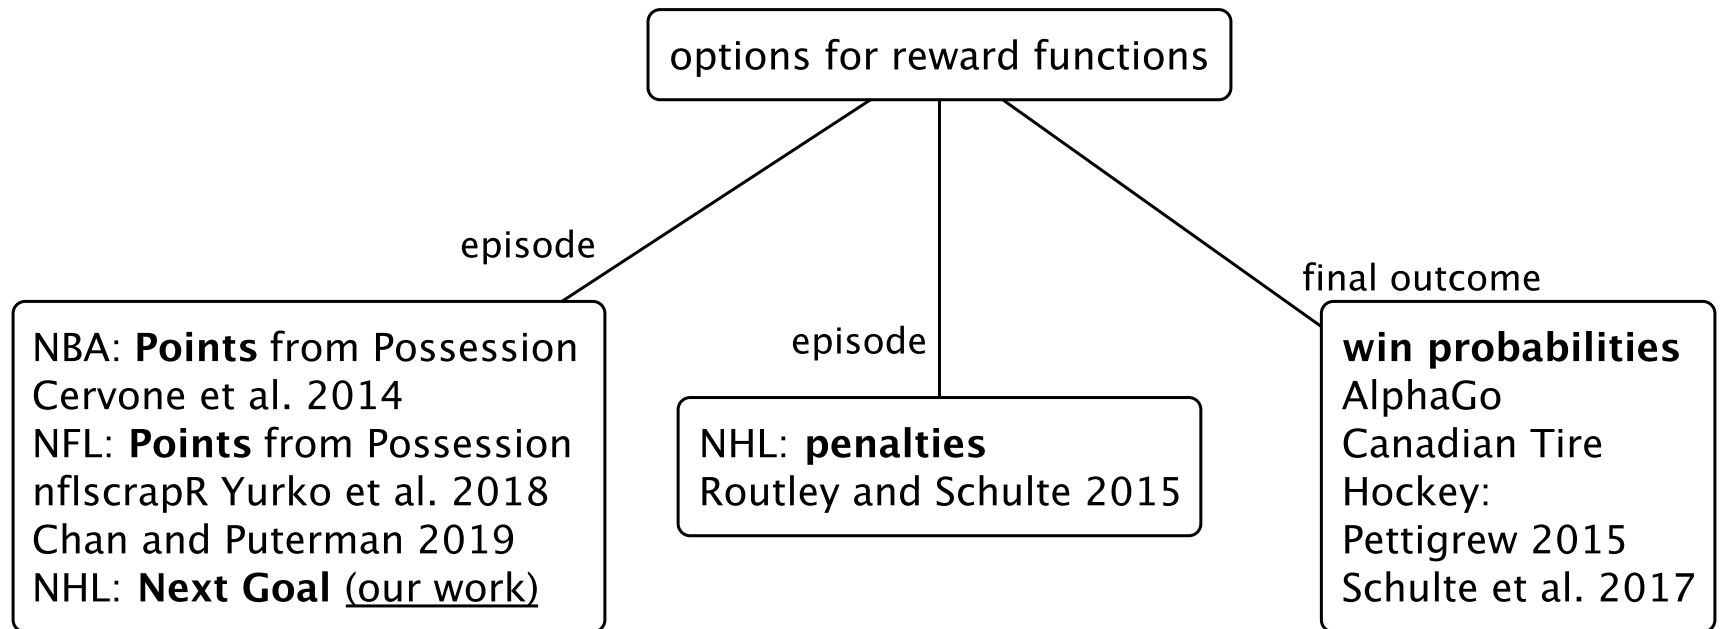 options for reward functions
episode
final outcome
episode
NBA: Points from Possession
Cervone et al. 2014
NFL: Points from Possession
nflscrapR Yurko et al. 2018
Chan and Puterman 2019
NHL: Next Goal (our work)
NHL: penalties
Routley and Schulte 2015
win probabilities
AlphaGo
Canadian Tire
Hockey:
Pettigrew 2015
Schulte et al. 2017